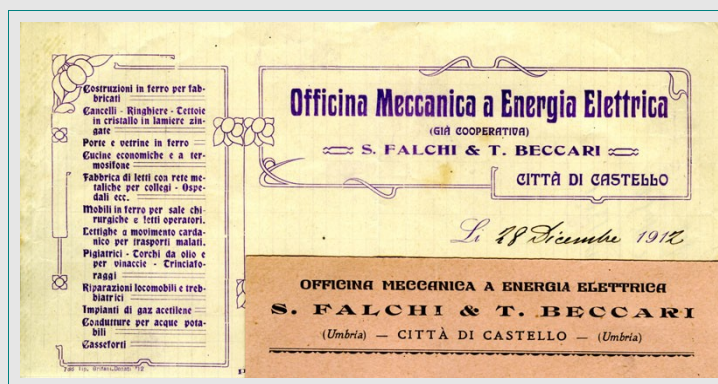 Costruzioni in ferro per fab-
bricati
Cancelli - Ringhiere - Tettoie
in cristallo in lamiere zin-
gate
Porte e vetrine in ferro
Cucine economiche e a ter-
mosifone
Fabbrica di letti con rete me-
taliche per collegi - Ospe-
dali ecc.
Mobili in ferro per sale chi-
rurgiche e letti operatori.
Lettighe a movimento carda-
nico per trasporti malati.
Pigiatrici - Torchi da olio e
per vinaccie - Trinciafo-
raggi
Riparazioni locomobili e treb-
biatrici
Impianti di gaz acetilene
Condutture per acque pota-
bili
Casseforti
Officina Meccanica a Energia Elettrica
(GIÀ COOPERATIVA)
S. FALCHI & T. BECCARI
CITTÀ DI CASTELLO
Li 28 Dicembre 1912
OFFICINA MECCANICA A ENERGIA ELETTRICA
S. FALCHI & T. BECCARI
(Umbria) — CITTÀ DI CASTELLO — (Umbria)